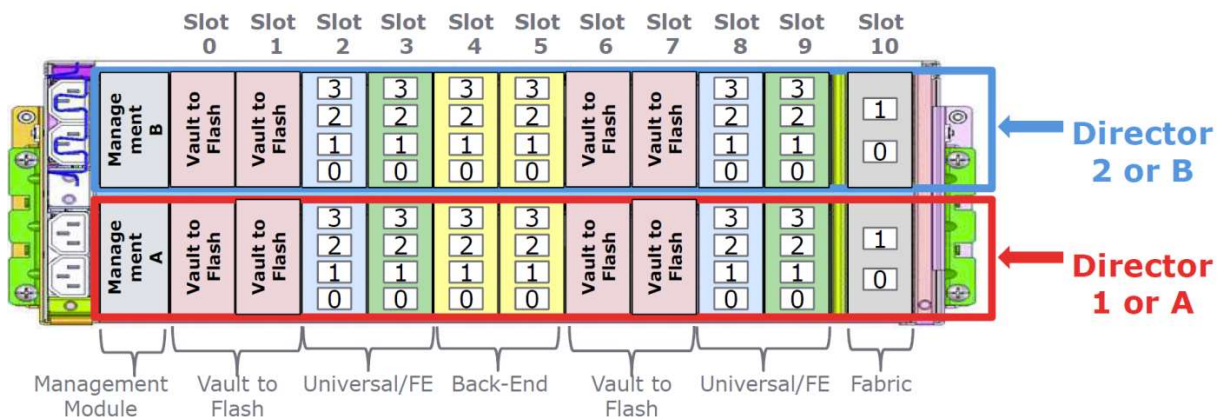 Slot Slot Slot Slot Slot Slot Slot Slot Slot Slot Slot
0 1 2 3 4 5 6 7 8 9 10
Manage
ment
B
Vault to
Flash
Vault to
Flash
3 3 3 3
2 2 2 2
1 1 1 1
0 0 0 0
Vault to
Flash
Vault to
Flash
3 3
2 2
1 1
0 0
1
0
Director
2 or B
Manage
ment
A
Vault to
Flash
Vault to
Flash
3 3 3 3
2 2 2 2
1 1 1 1
0 0 0 0
Vault to
Flash
Vault to
Flash
3 3
2 2
1 1
0 0
1
0
Director
1 or A
Management
Module
Vault to
Flash
Universal/FE
Back-End
Vault to
Flash
Universal/FE
Fabric